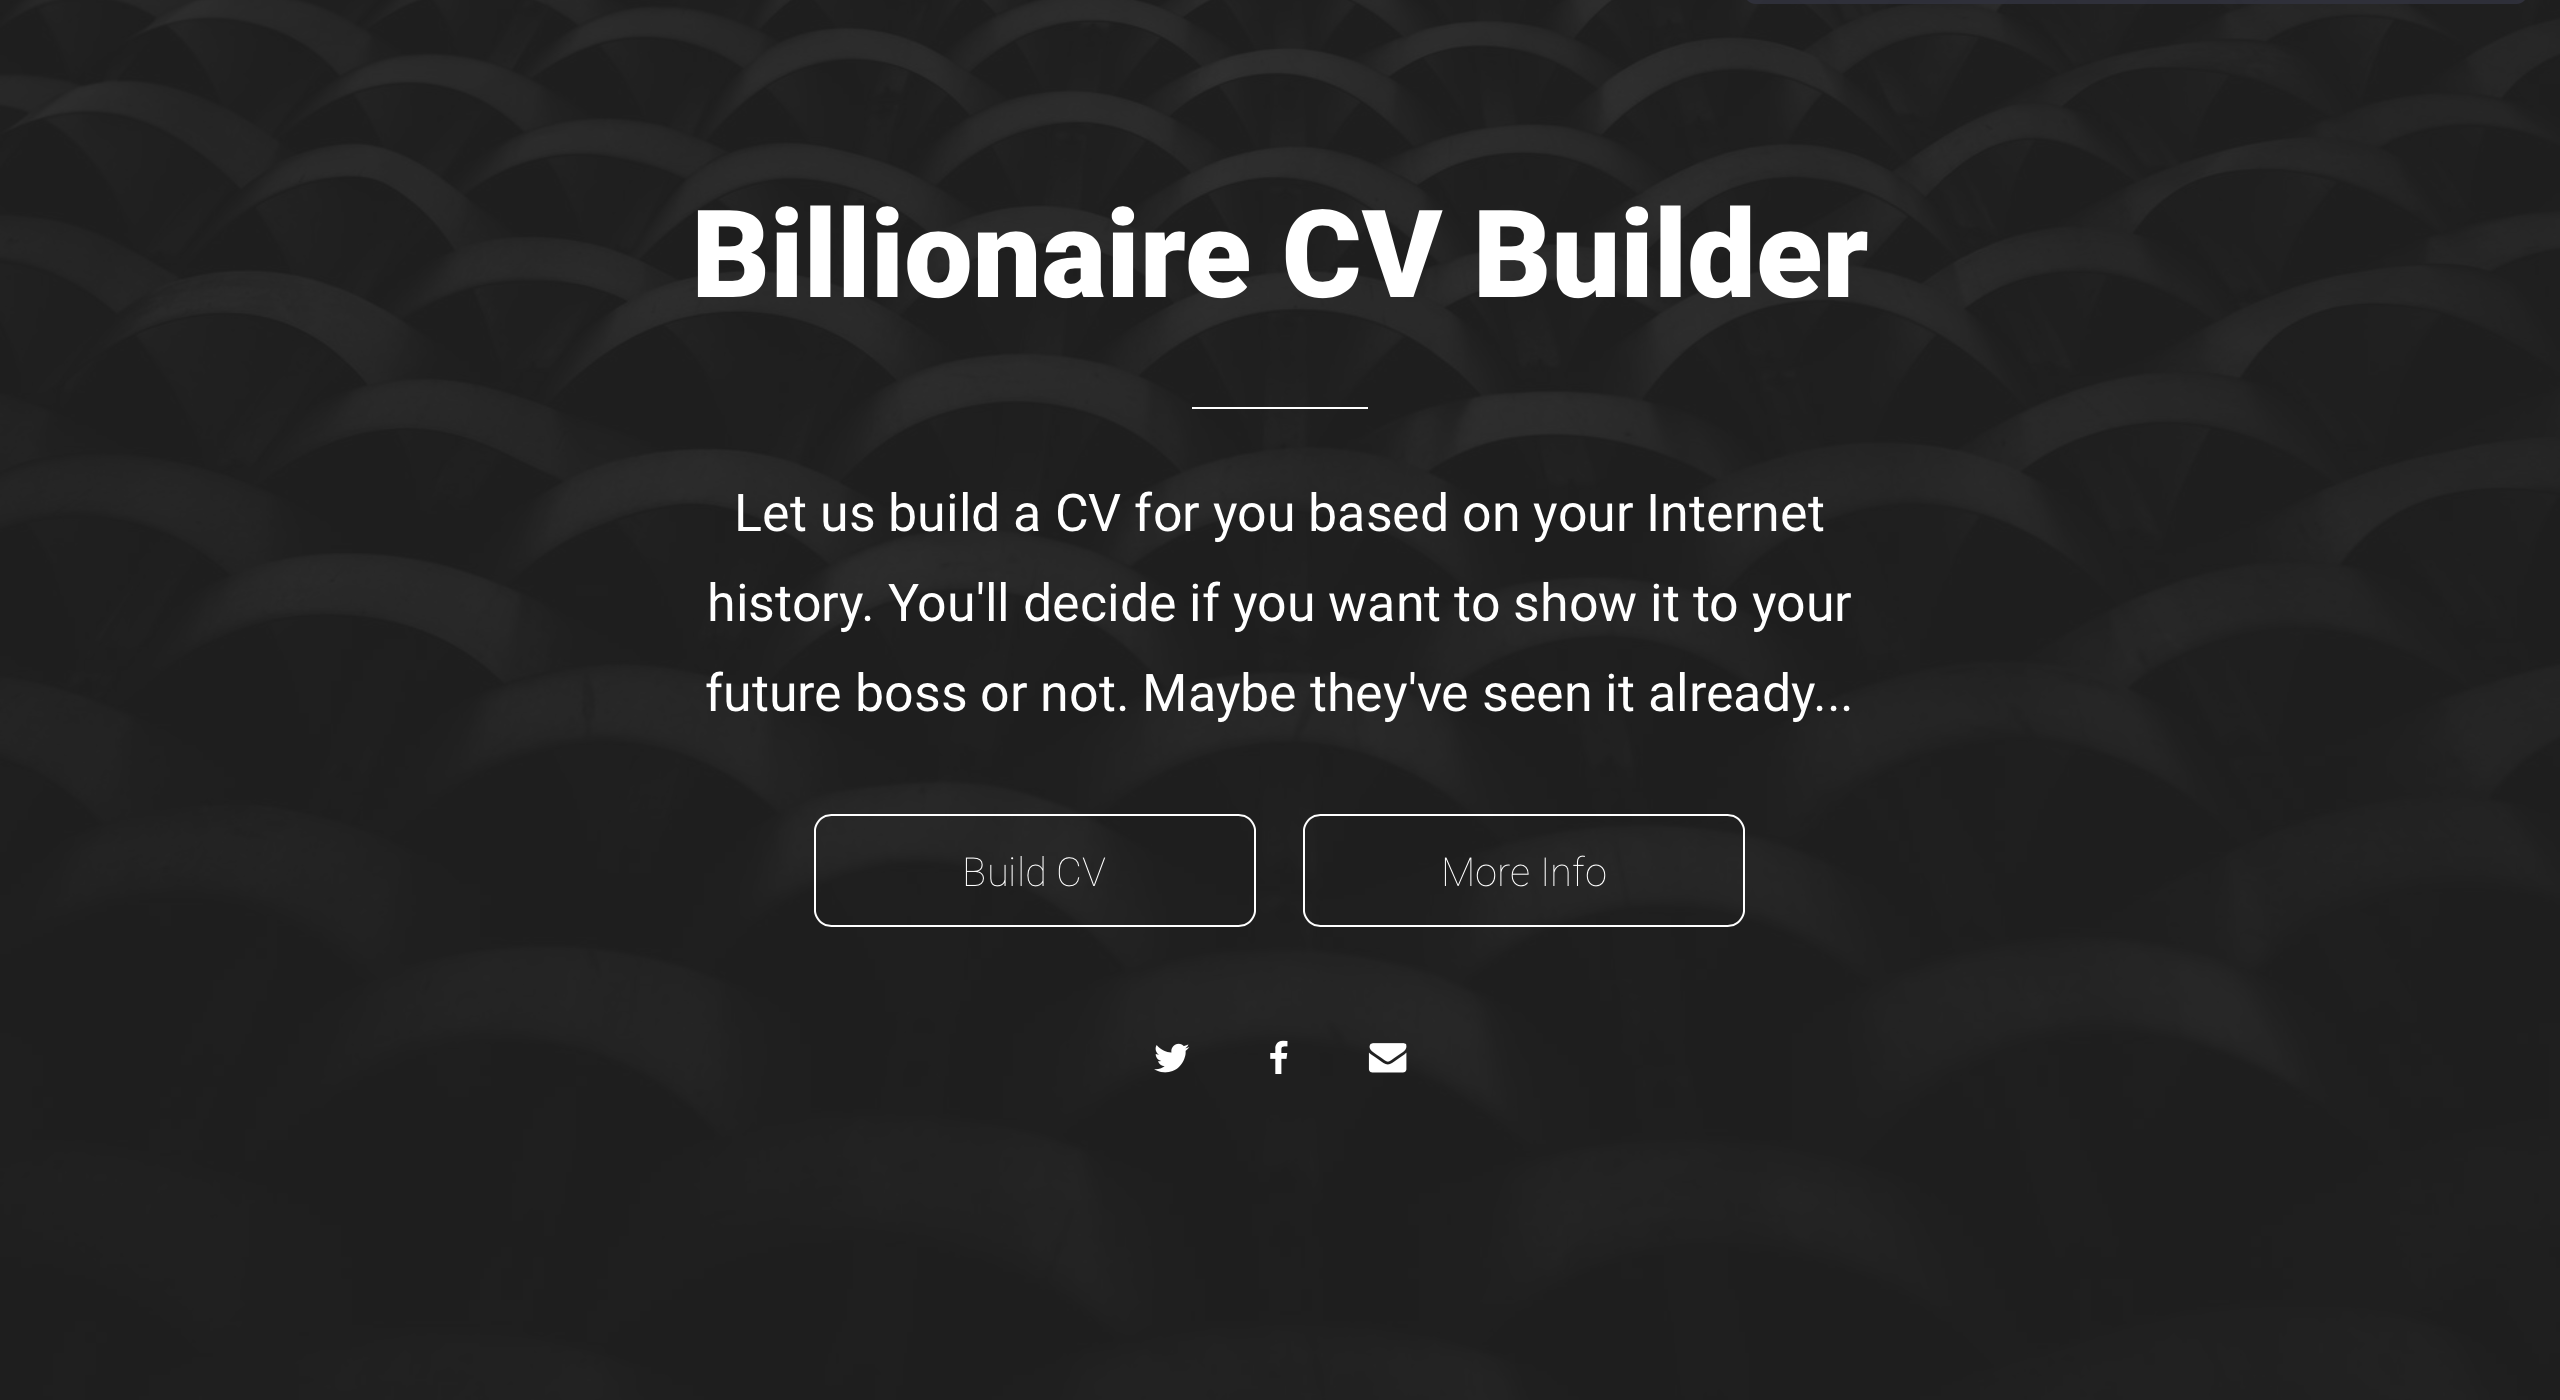 Billionaire CV Builder
Let us build a CV for you based on your Internet
history. You'll decide if you want to show it to your
future boss or not. Maybe they've seen it already...
Build CV
More Info